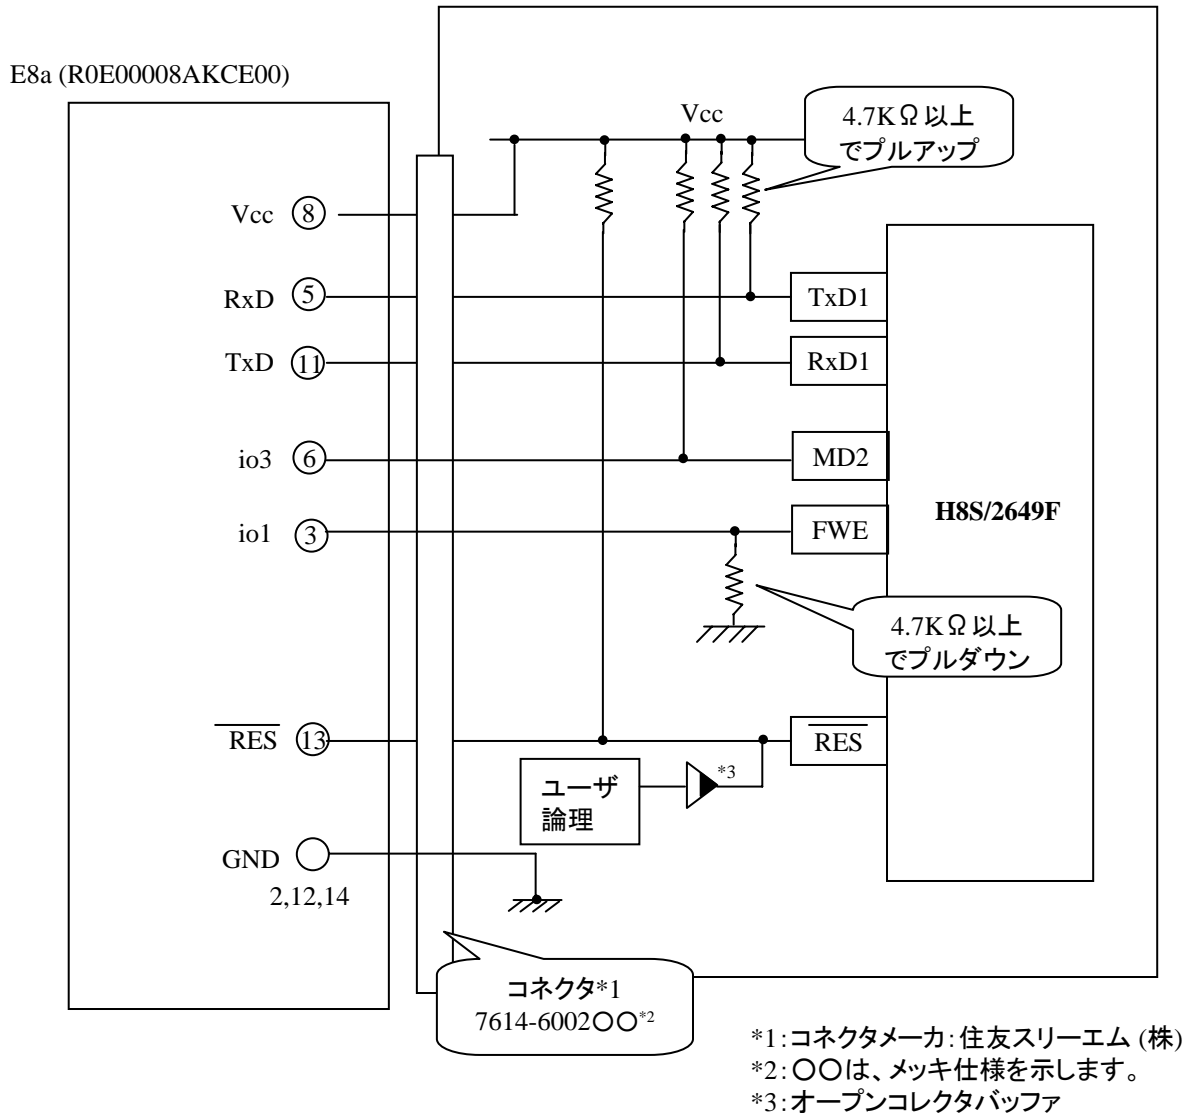 E8a (R0E00008AKCE00)
Vcc
4.7KΩ以上
でプルアップ
Vcc 8
RxD 5
TxD1
TxD 11
RxD1
io3 6
MD2
io1 3
FWE
H8S/2649F
4.7KΩ以上
でプルダウン
RES 13
RES
*3
ユーザ
論理
GND
2,12,14
コネクタ*1
7614-6002〇〇*2
*1:コネクタメーカ:住友スリーエム (株)
*2:〇〇は、メッキ仕様を示します。
*3:オープンコレクタバッファ